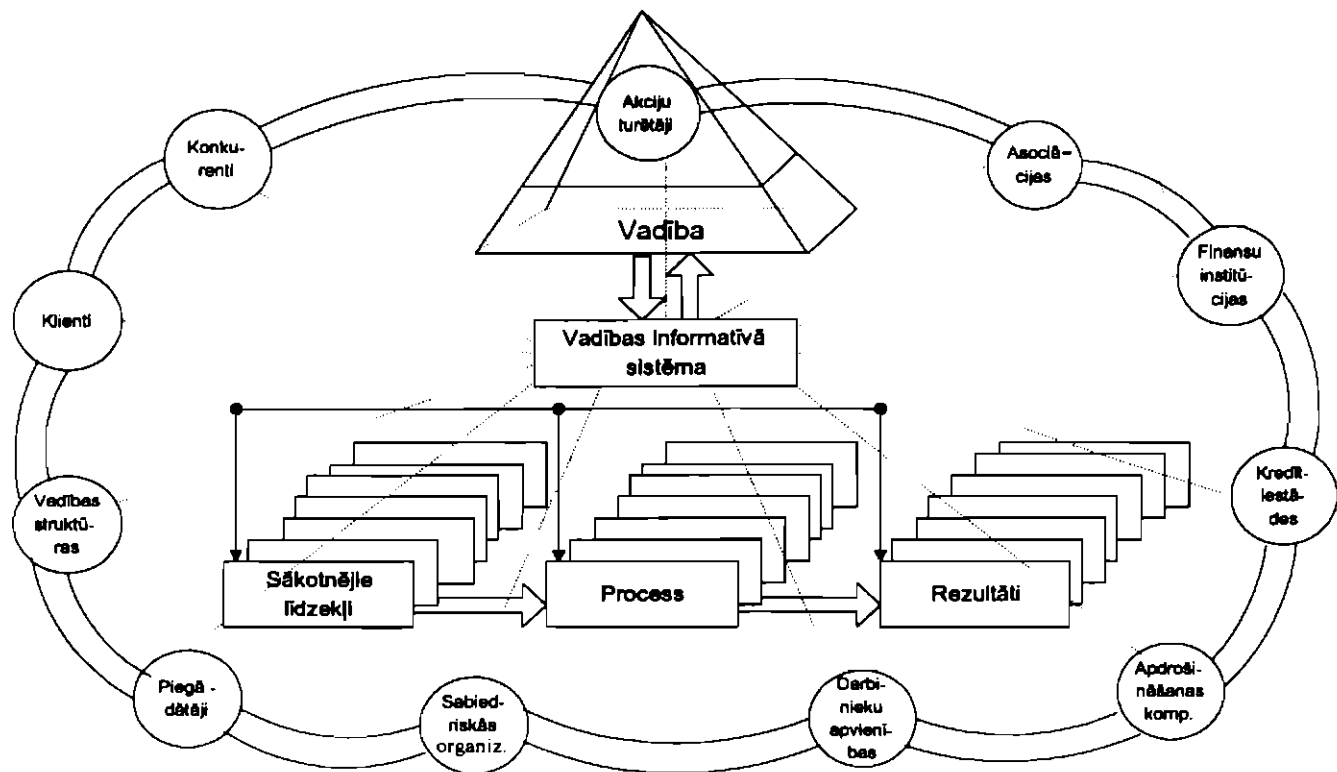 Akciju
turētāji
Konku-
renti
Asociā-
cijas
Vadība
Finansu
institū-
cijas
Klienti
Vadības Informatīvā
sistēma
Vadības
struktū-
ras
Kredīt-
iestā-
des
Sākotnējie
līdzekļi
Process
Rezultāti
Piegā -
dātāji
Sabied-
riskās
organiz.
Darbi-
nieku
apvienī-
bas
Apdroši-
nāšanas
komp.